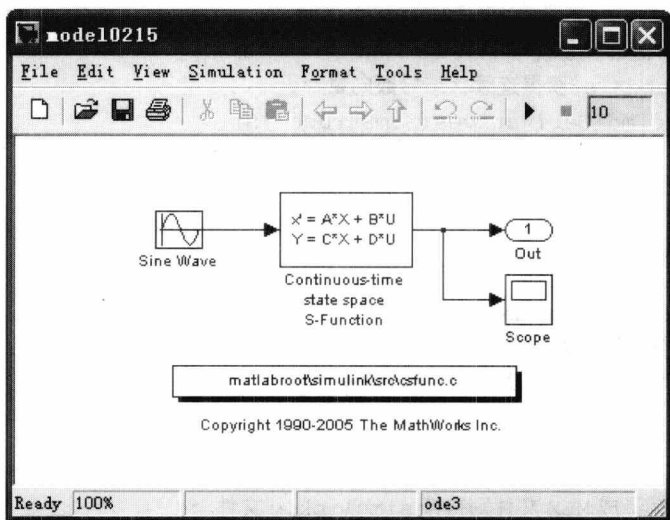 model0215
File Edit View Simulation Format Tools Help
10
x' = A*X + B*U
Y = C*X + D*U
1
Sine Wave
Out
Continuous-time
state space
S-Function
Scope
matlabroot\simulink\src\csfunc.c
Copyright 1990-2005 The MathWorks Inc.
Ready 100% ode3